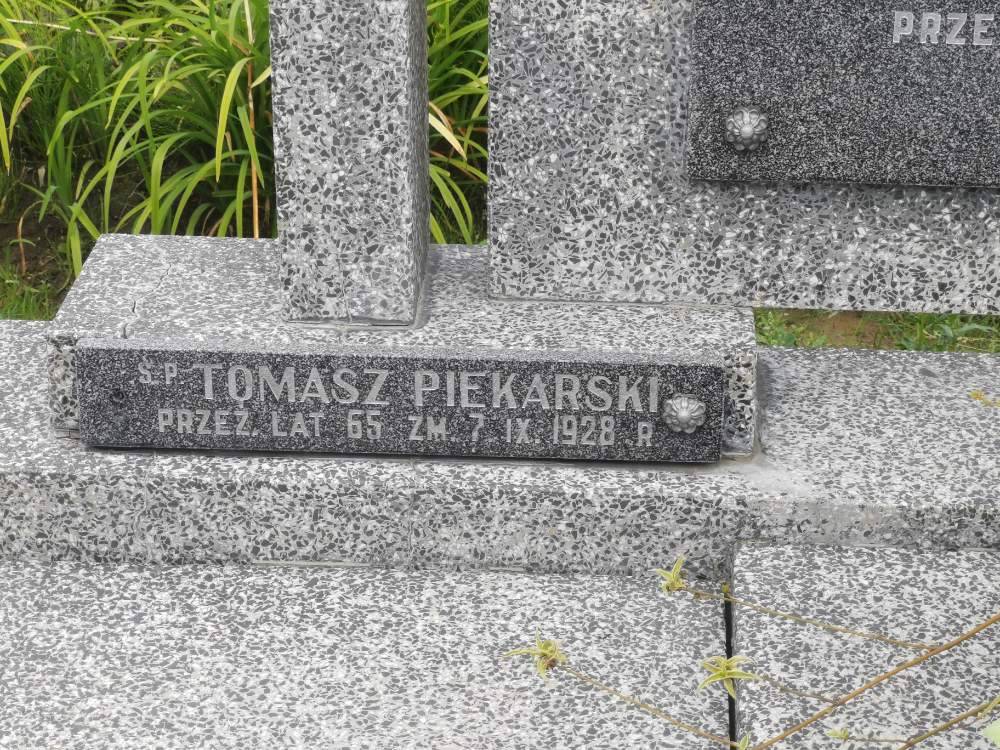 PRZE
Ś.P. TOMASZ PIEKARSKI
PRZEŻ. LAT 65 ZM. 7 IX. 1928 R